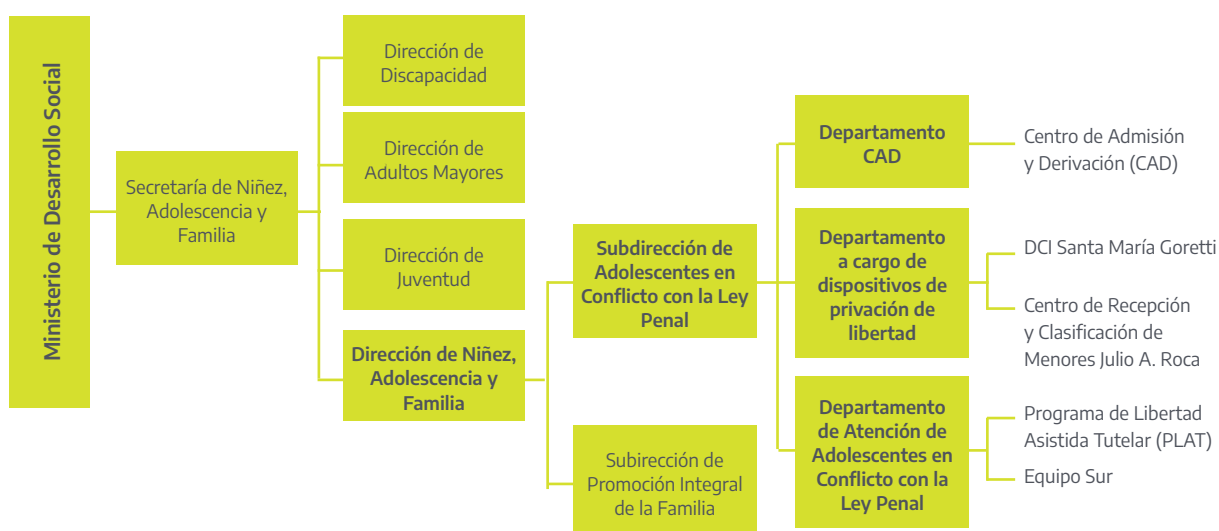 Ministerio de Desarrollo Social
Secretaría de Niñez,
Adolescencia y
Familia
Dirección de
Discapacidad
Dirección de
Adultos Mayores
Dirección de
Juventud
Dirección de Niñez,
Adolescencia y
Familia
Subdirección de
Adolescentes en
Conflicto con la Ley
Penal
Subirección de
Promoción Integral
de la Familia
Departamento
CAD
Departamento
a cargo de
dispositivos de
privación de
libertad
Departamento
de Atención de
Adolescentes en
Conflicto con la
Ley Penal
Centro de Admisión
y Derivación (CAD)
DCI Santa María Goretti
Centro de Recepción
y Clasificación de
Menores Julio A. Roca
Programa de Libertad
Asistida Tutelar (PLAT)
Equipo Sur